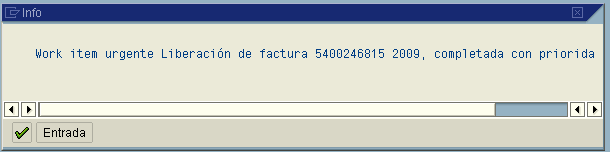 Info
Work item urgente Liberación de factura 5400246815 2009, completada con priorida
Entrada